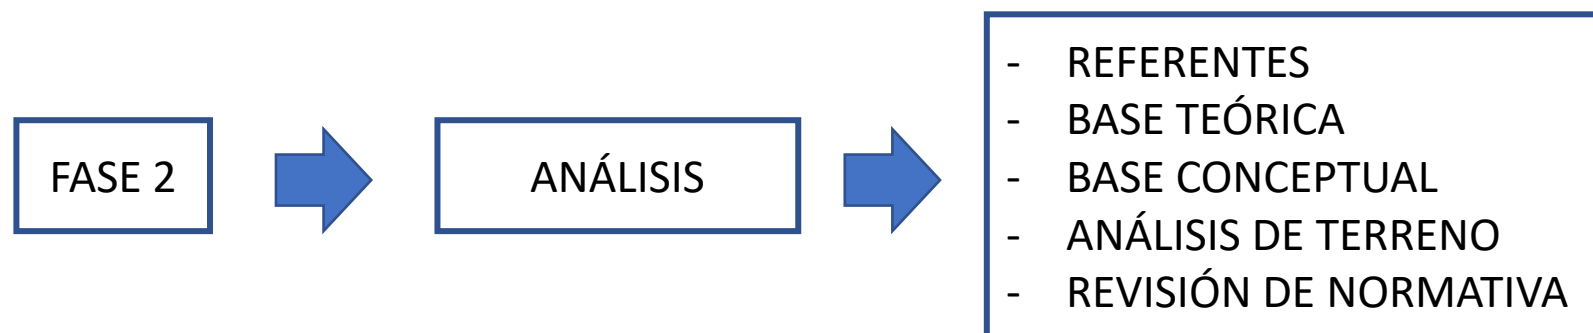 FASE 2
ANÁLISIS
- REFERENTES
- BASE TEÓRICA
- BASE CONCEPTUAL
- ANÁLISIS DE TERRENO
- REVISIÓN DE NORMATIVA